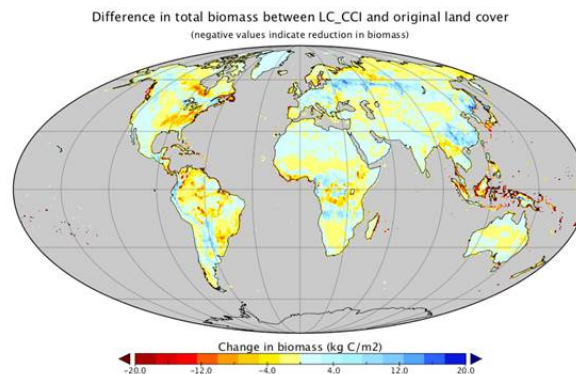 Difference in total biomass between LC_CCI and original land cover
(negative values indicate reduction in biomass)
Change in biomass (kg C/m2)
-20.0 -12.0 -4.0 4.0 12.0 20.0